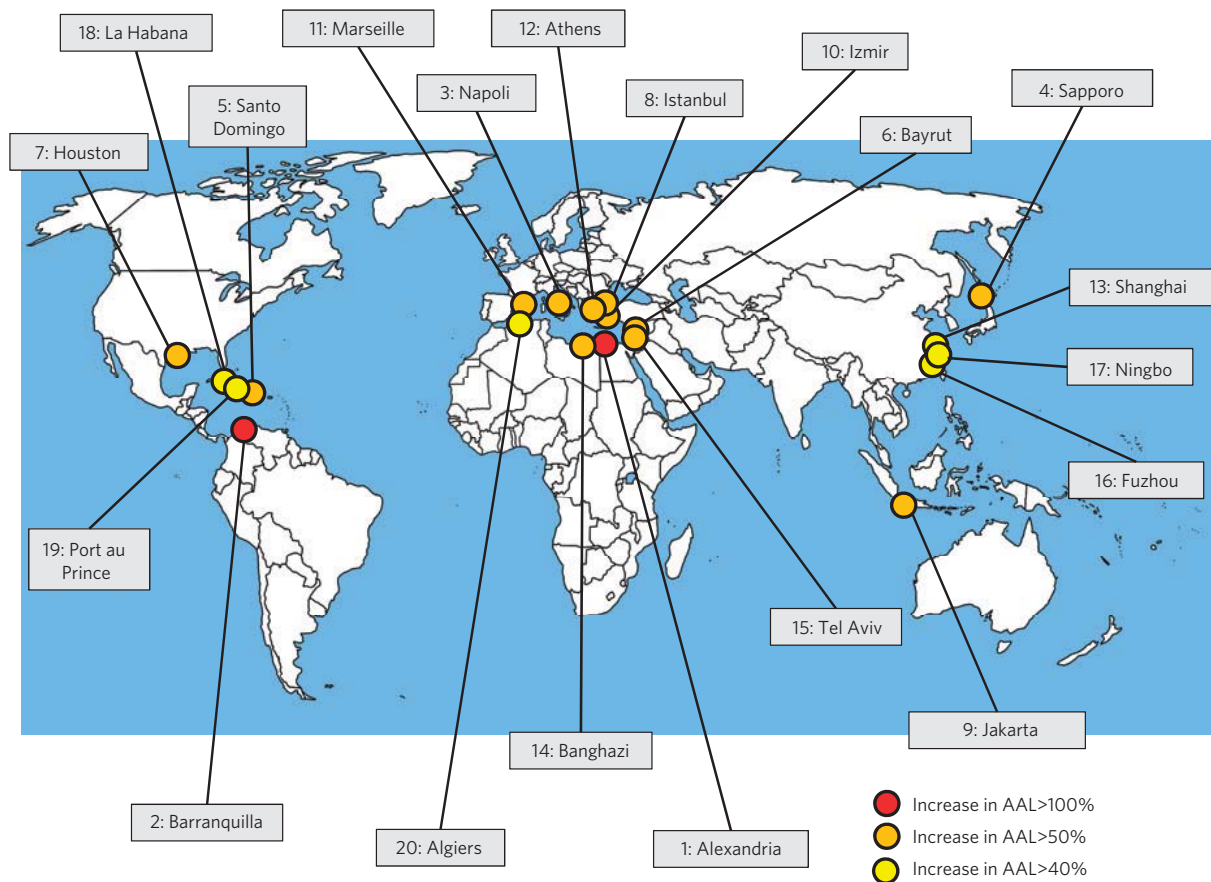 18: La Habana
11: Marseille
12: Athens
10: Izmir
5: Santo
Domingo
3: Napoli
8: Istanbul
4: Sapporo
7: Houston
6: Bayrut
13: Shanghai
17: Ningbo
16: Fuzhou
19: Port au
Prince
15: Tel Aviv
9: Jakarta
14: Banghazi
2: Barranquilla
20: Algiers
1: Alexandria
Increase in AAL>100%
Increase in AAL>50%
Increase in AAL>40%